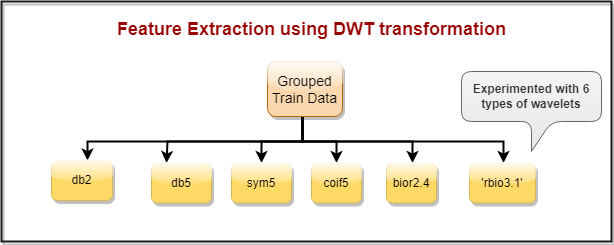 Feature Extraction using DWT transformation
Grouped
Train Data
Experimented with 6
types of wavelets
db2
db5
sym5
coif5
bior2.4
'rbio3.1'